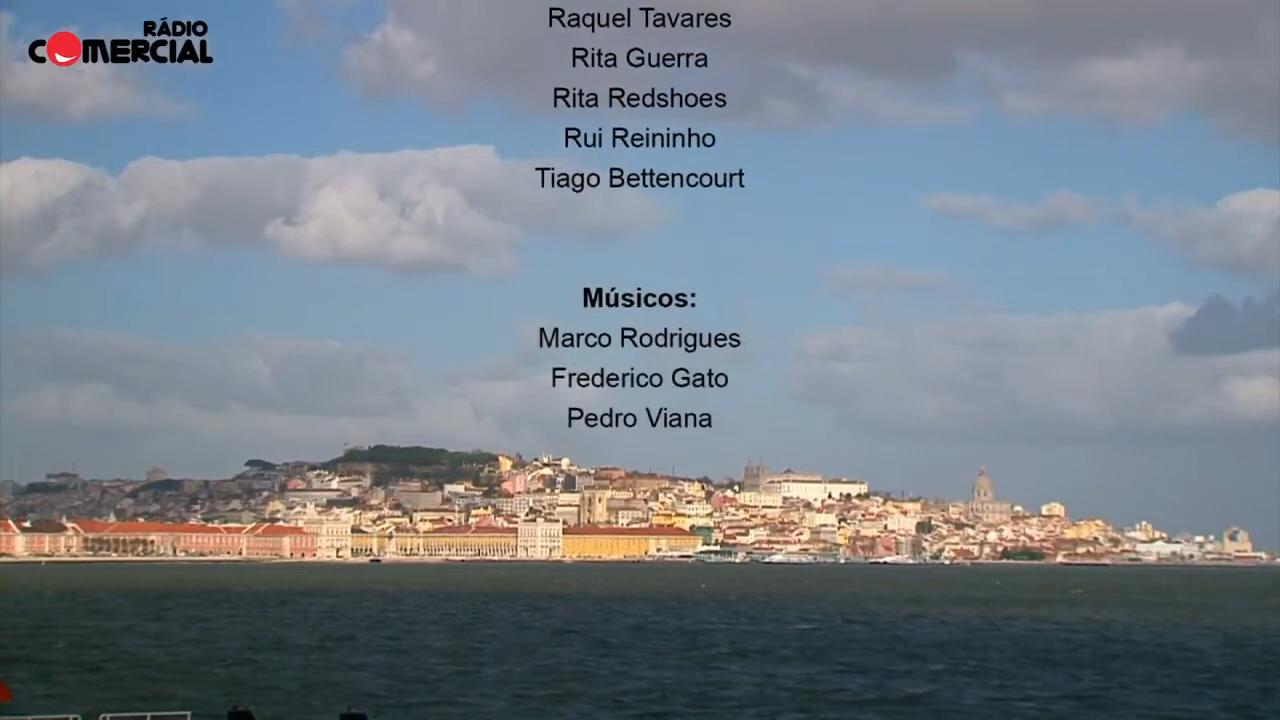 RÁDIO
COMERCIAL
Raquel Tavares
Rita Guerra
Rita Redshoes
Rui Reininho
Tiago Bettencourt
Músicos:
Marco Rodrigues
Frederico Gato
Pedro Viana